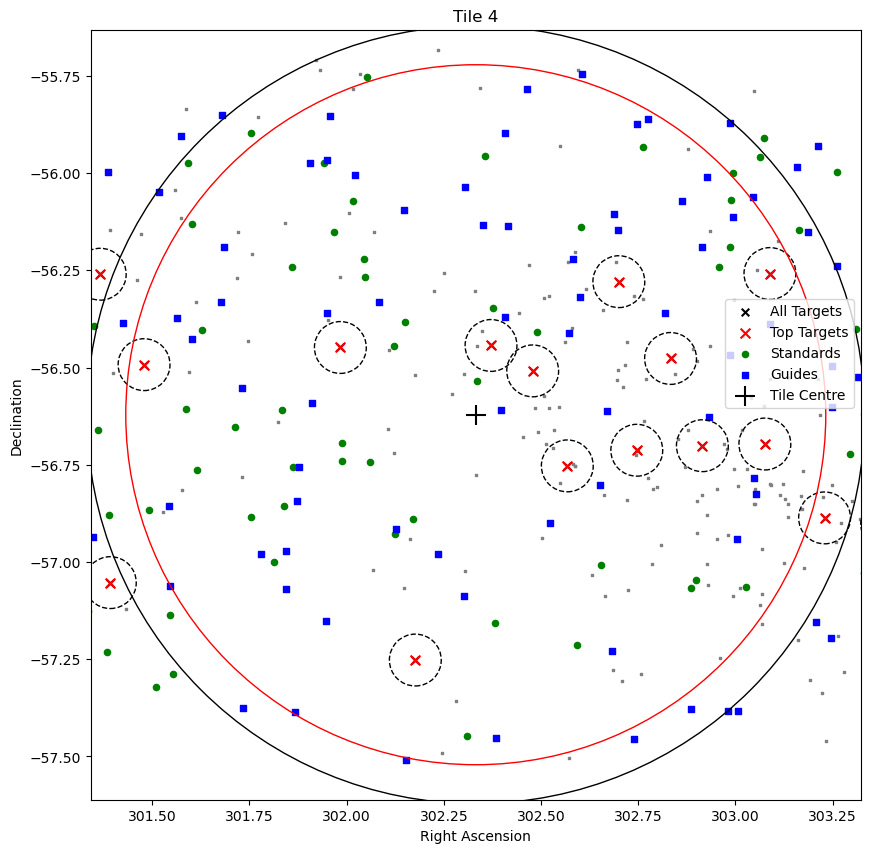 Tile 4
Declination
−55.75
−56.00
−56.25
−56.50
−56.75
−57.00
−57.25
−57.50
All Targets
Top Targets
Standards
Guides
Tile Centre
301.50 301.75 302.00 302.25 302.50 302.75 303.00 303.25
Right Ascension